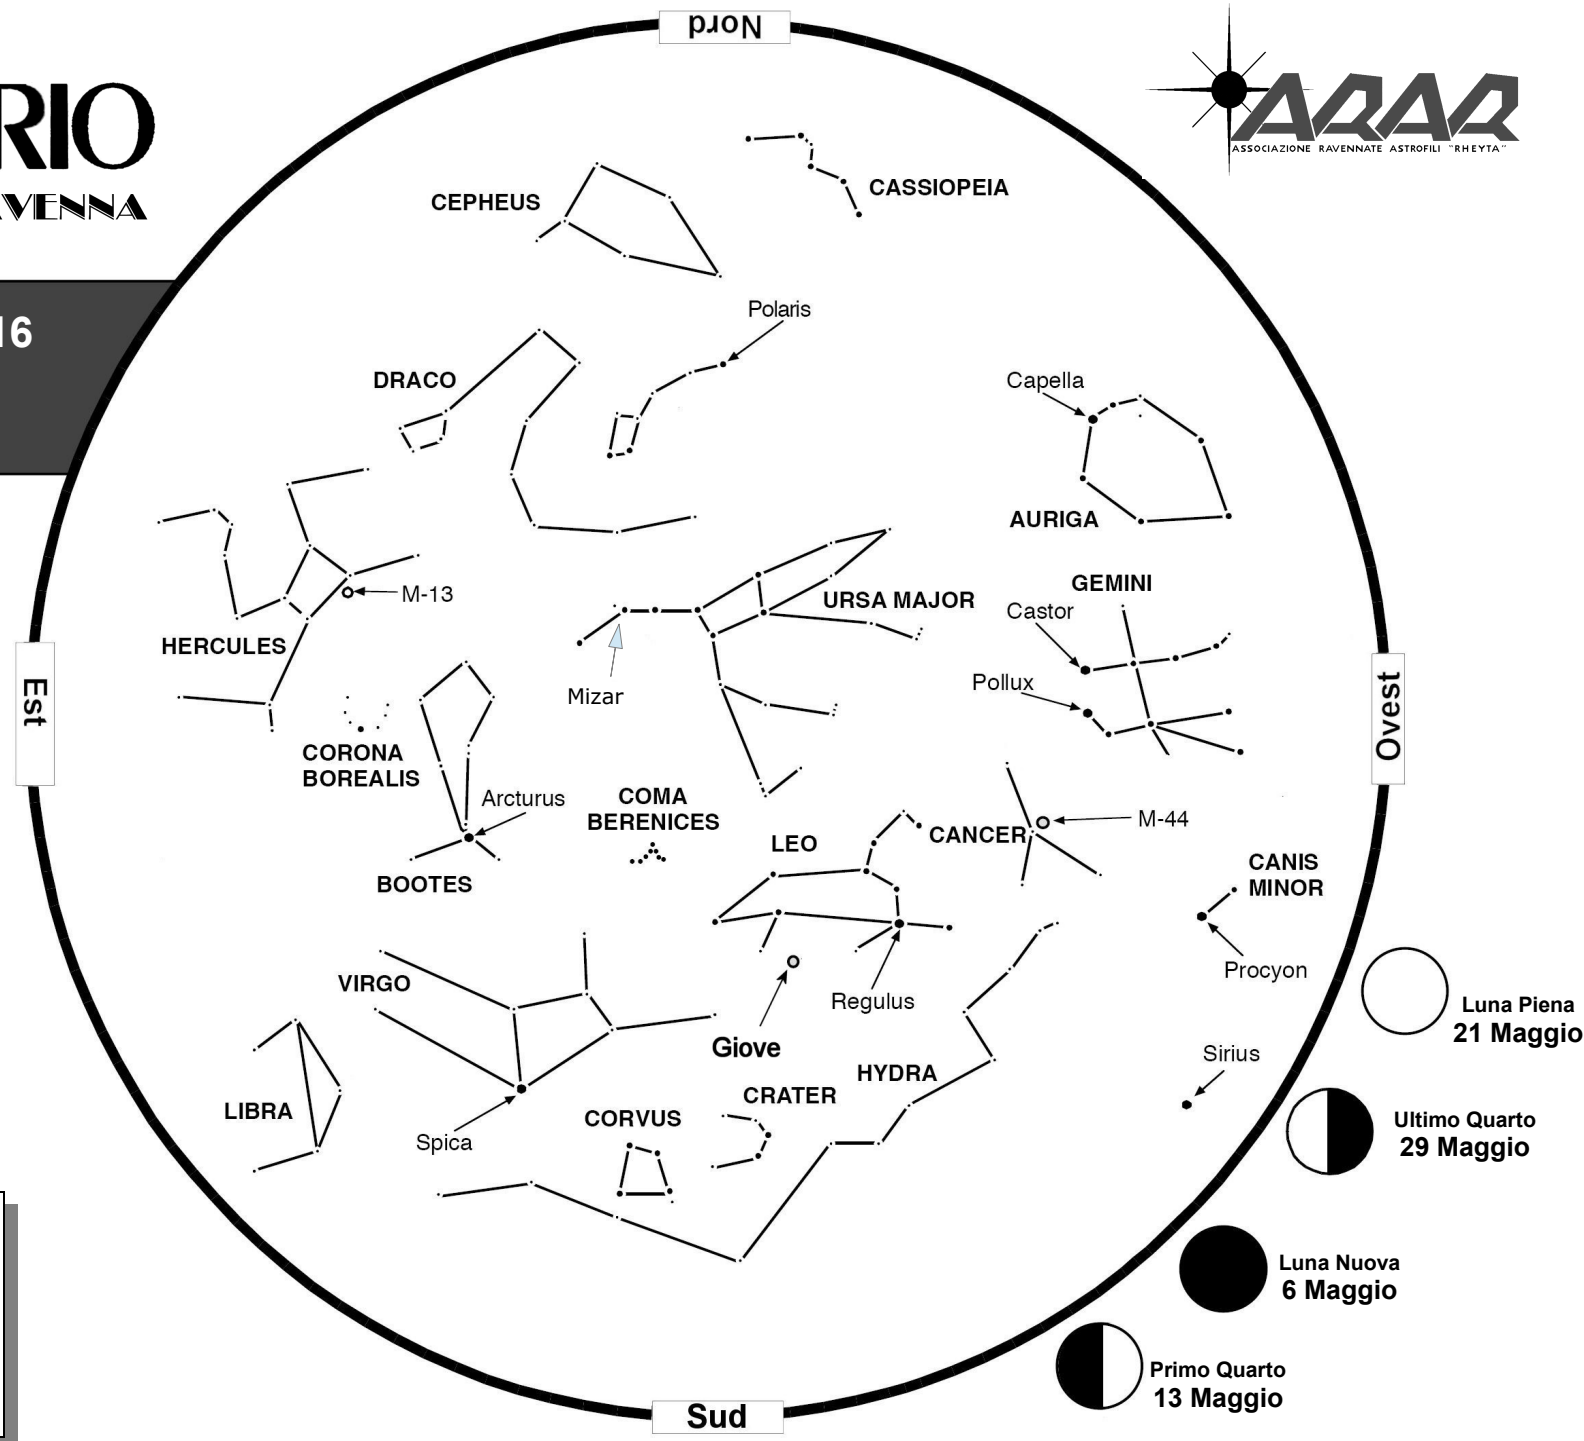 Nord
RIO
AVENNA
ARAR
ASSOCIAZIONE RAVENNATE ASTROFILI "RHEYTA"
16
CASSIOPEIA
CEPHEUS
Polaris
DRACO
Capella
AURIGA
M-13
HERCULES
URSA MAJOR
GEMINI
Castor
Mizar
Pollux
Est
Ovest
CORONA
BOREALIS
Arcturus
COMA
BERENICES
LEO
CANCER
M-44
BOOTES
CANIS
MINOR
Procyon
VIRGO
Regulus
Giove
HYDRA
Sirius
LIBRA
CRATER
CORVUS
Spica
Luna Piena
21 Maggio
Ultimo Quarto
29 Maggio
Luna Nuova
6 Maggio
Primo Quarto
13 Maggio
Sud